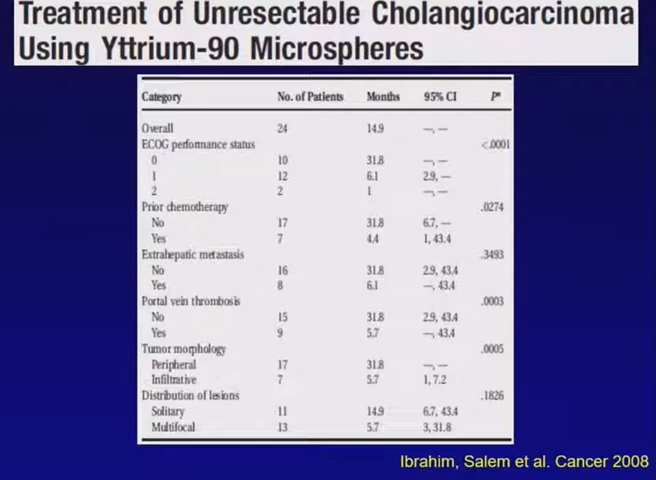 Treatment of Unresectable Cholangiocarcinoma
Using Yttrium-90 Microspheres
Category No. of Patients Months 95% CI P*
Overall 24 14.9 —, —
ECOG performance status <.0001
0 10 31.8 —, —
1 12 6.1 2.9, —
2 2 1 —, —
Prior chemotherapy .0274
No 17 31.8 6.7, —
Yes 7 4.4 1, 43.4
Extrahepatic metastasis .3493
No 16 31.8 2.9, 43.4
Yes 8 6.1 —, 43.4
Portal vein thrombosis .0003
No 15 31.8 2.9, 43.4
Yes 9 5.7 —, 43.4
Tumor morphology .0005
Peripheral 17 31.8 —, —
Infiltrative 7 5.7 1, 7.2
Distribution of lesions .1826
Solitary 11 14.9 6.7, 43.4
Multifocal 13 5.7 3, 31.8
Ibrahim, Salem et al. Cancer 2008